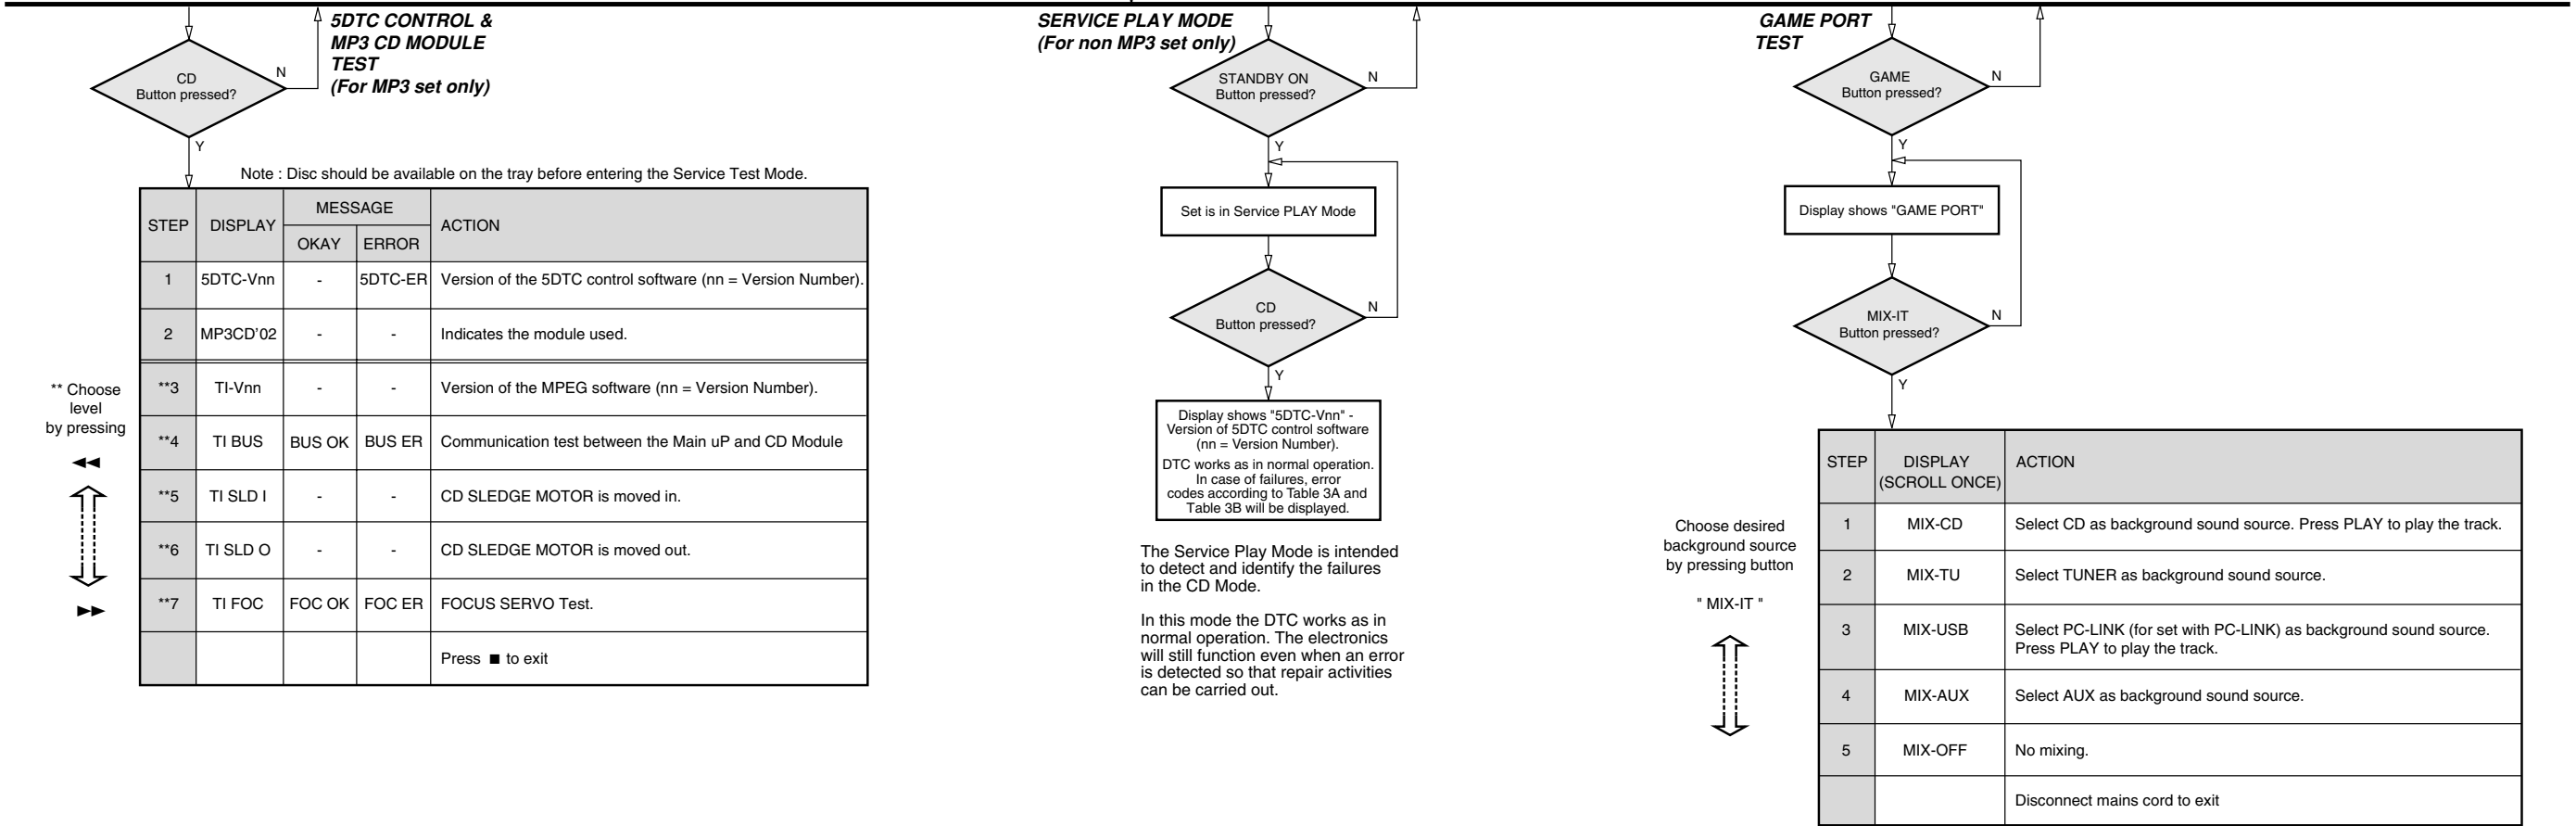 5DTC CONTROL &
MP3 CD MODULE
TEST
(For MP3 set only)
CD
Button pressed?
N
Y
Note : Disc should be available on the tray before entering the Service Test Mode.
STEP DISPLAY MESSAGE ACTION
OKAY ERROR
1 5DTC-Vnn - 5DTC-ER Version of the 5DTC control software (nn = Version Number).
2 MP3CD'02 - - Indicates the module used.
**3 TI-Vnn - - Version of the MPEG software (nn = Version Number).
**4 TI BUS BUS OK BUS ER Communication test between the Main uP and CD Module
**5 TI SLD I - - CD SLEDGE MOTOR is moved in.
**6 TI SLD O - - CD SLEDGE MOTOR is moved out.
**7 TI FOC FOC OK FOC ER FOCUS SERVO Test.
Press ■ to exit
** Choose
level
by pressing
◄◄
►►
SERVICE PLAY MODE
(For non MP3 set only)
STANDBY ON
Button pressed?
N
Y
Set is in Service PLAY Mode
CD
Button pressed?
N
Y
Display shows "5DTC-Vnn" -
Version of 5DTC control software
(nn = Version Number).
DTC works as in normal operation.
In case of failures, error
codes according to Table 3A and
Table 3B will be displayed.
The Service Play Mode is intended
to detect and identify the failures
in the CD Mode.
In this mode the DTC works as in
normal operation. The electronics
will still function even when an error
is detected so that repair activities
can be carried out.
GAME PORT
TEST
GAME
Button pressed?
N
Y
Display shows "GAME PORT"
MIX-IT
Button pressed?
N
Y
Choose desired
background source
by pressing button
" MIX-IT "
STEP DISPLAY ACTION
(SCROLL ONCE)
1 MIX-CD Select CD as background sound source. Press PLAY to play the track.
2 MIX-TU Select TUNER as background sound source.
3 MIX-USB Select PC-LINK (for set with PC-LINK) as background sound source.
Press PLAY to play the track.
4 MIX-AUX Select AUX as background sound source.
5 MIX-OFF No mixing.
Disconnect mains cord to exit